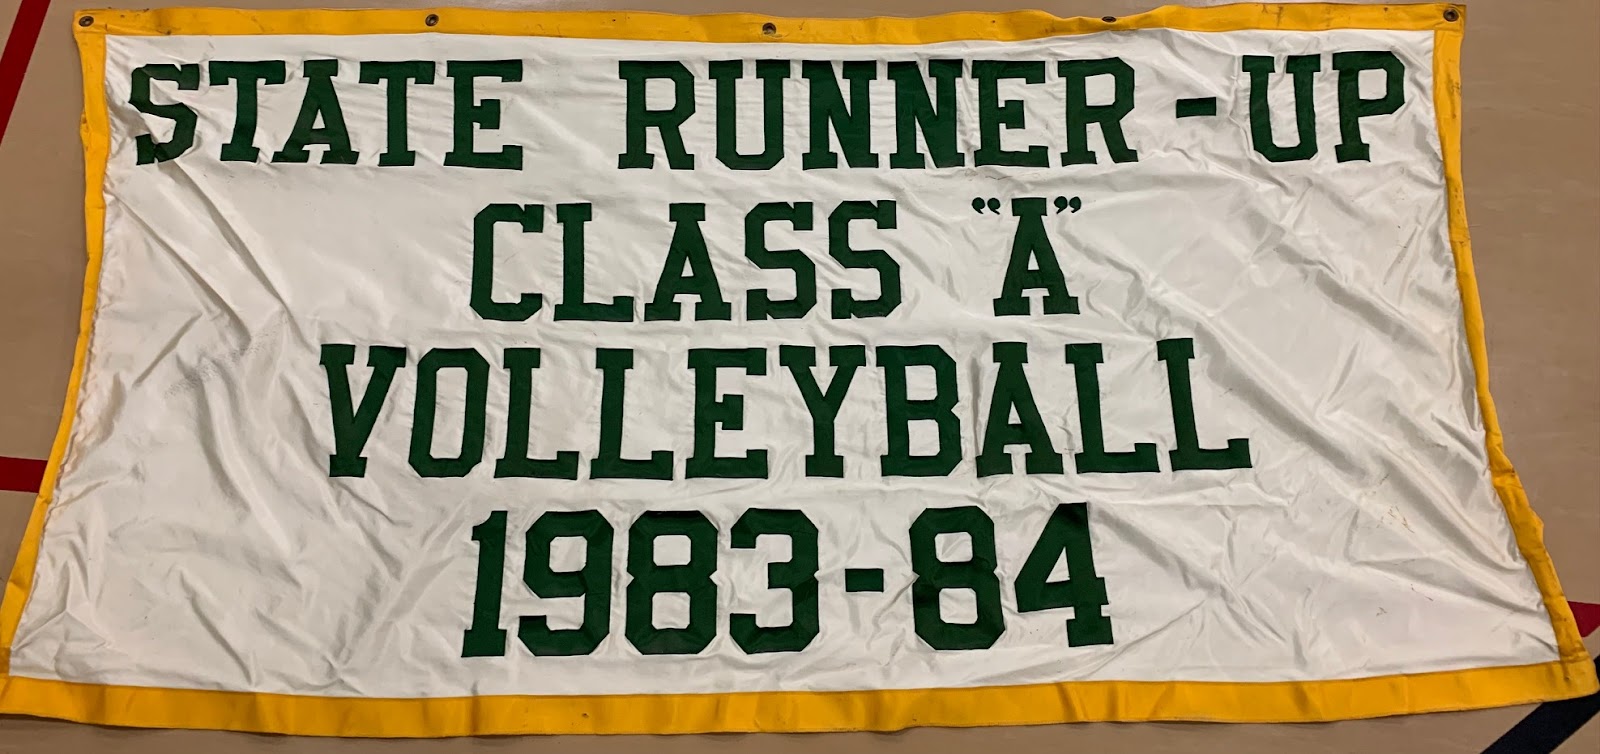 STATE RUNNER-UP
CLASS ”A”
VOLLEYBALL
1983-84